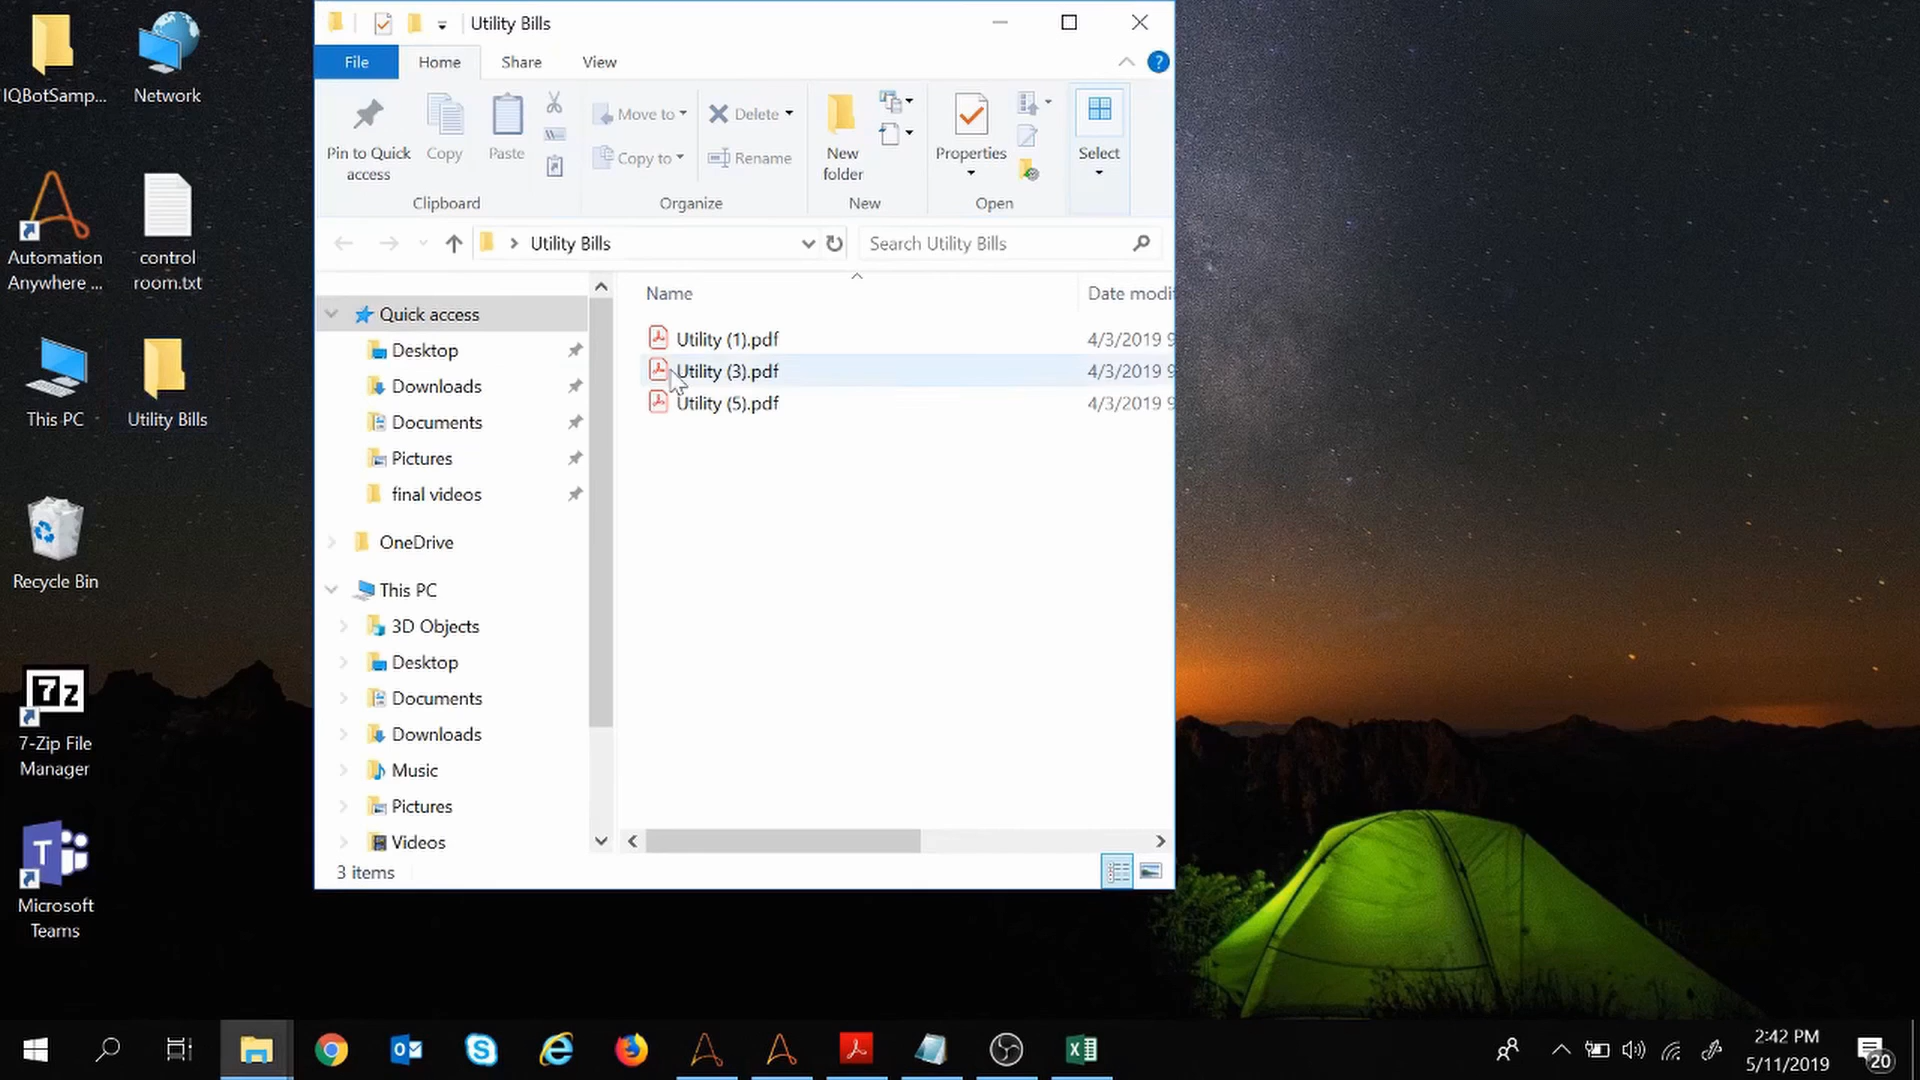 Utility Bills
File Home Share View
Pin to Quick access
Copy
Paste
Clipboard
Move to
Copy to
Delete
Rename
Organize
New folder
New
Properties
Open
Select
Utility Bills
Search Utility Bills
Quick access
Desktop
Downloads
Documents
Pictures
final videos
OneDrive
This PC
3D Objects
Desktop
Documents
Downloads
Music
Pictures
Videos
Name Date modi
Utility (1).pdf 4/3/2019 9
Utility (3).pdf 4/3/2019 9
Utility (5).pdf 4/3/2019 9
3 items
IQBotSamp...
Network
Automation
Anywhere ...
control
room.txt
This PC
Utility Bills
Recycle Bin
7z
7-Zip File
Manager
T
Microsoft
Teams
2:42 PM
5/11/2019
20